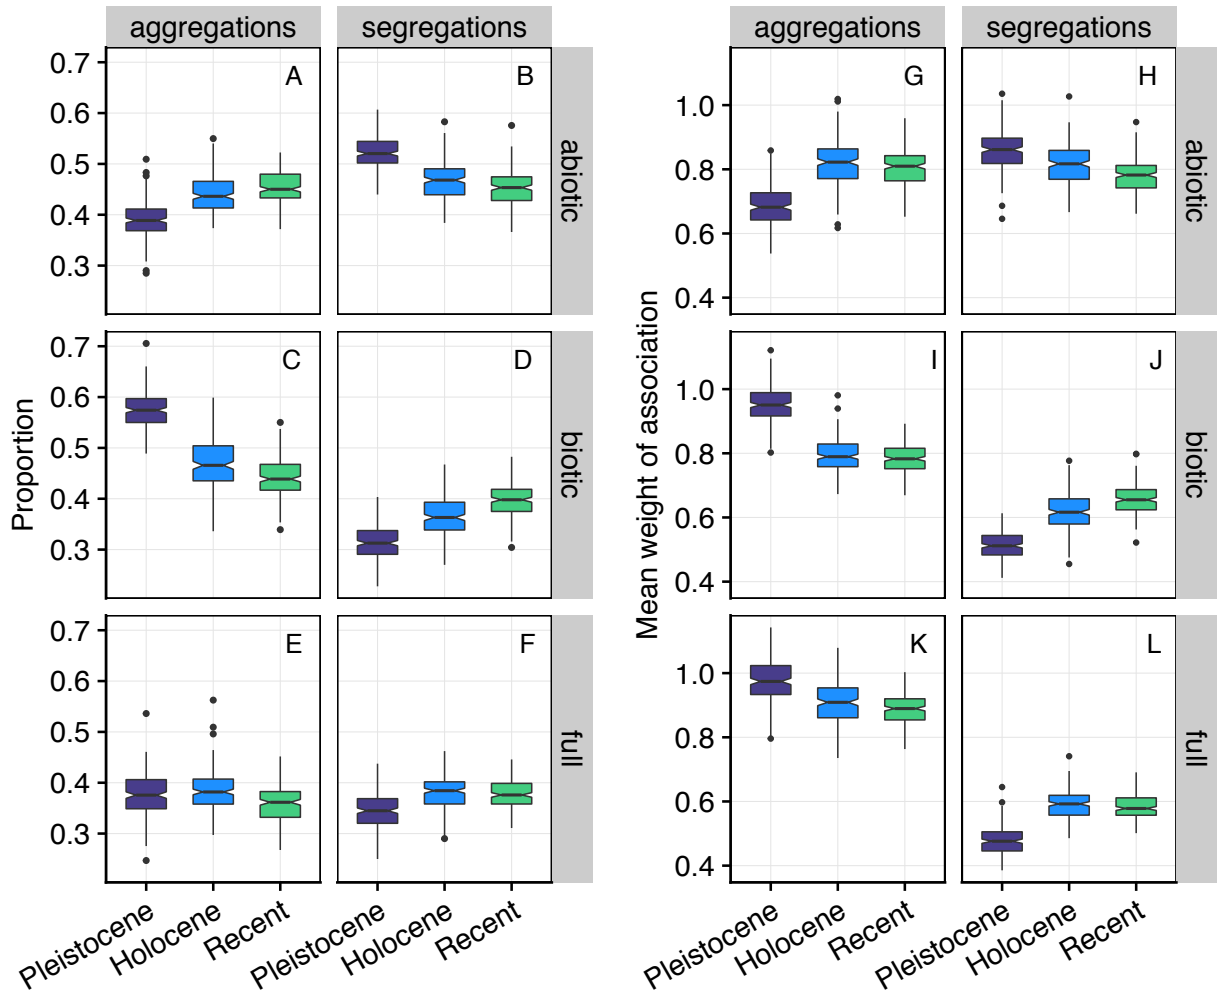 aggregations segregations
A B abiotic
0.7
0.6
0.5
0.4
0.3
C D biotic
0.7
0.6
0.5
0.4
0.3
E F full
0.7
0.6
0.5
0.4
0.3
Proportion
Pleistocene Holocene Recent Pleistocene Holocene Recent
aggregations segregations
G H abiotic
1.0
0.8
0.6
0.4
I J biotic
1.0
0.8
0.6
0.4
K L full
1.0
0.8
0.6
0.4
Mean weight of association
Pleistocene Holocene Recent Pleistocene Holocene Recent